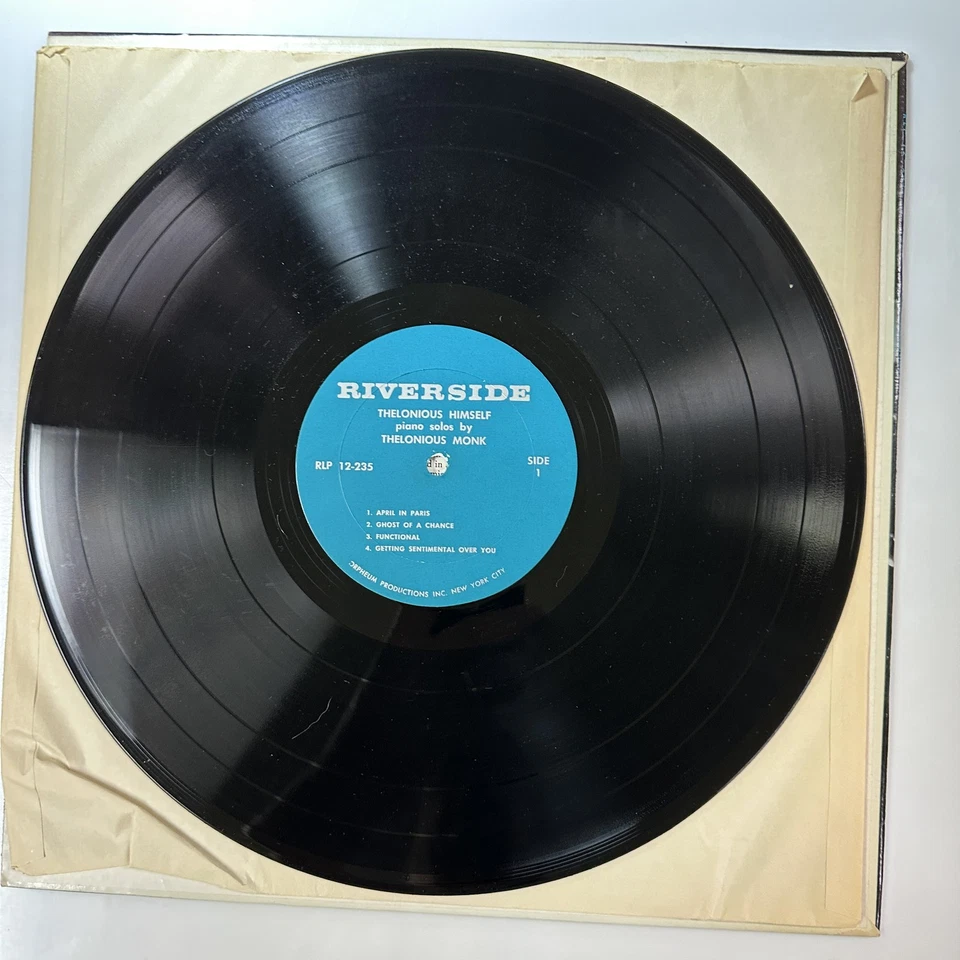 RIVERSIDE
THELONIOUS HIMSELF
piano solos by
THELONIOUS MONK
RLP 12-235
SIDE
1
1. APRIL IN PARIS
2. GHOST OF A CHANCE
3. FUNCTIONAL
4. GETTING SENTIMENTAL OVER YOU
ORPHEUM PRODUCTIONS INC. NEW YORK CITY